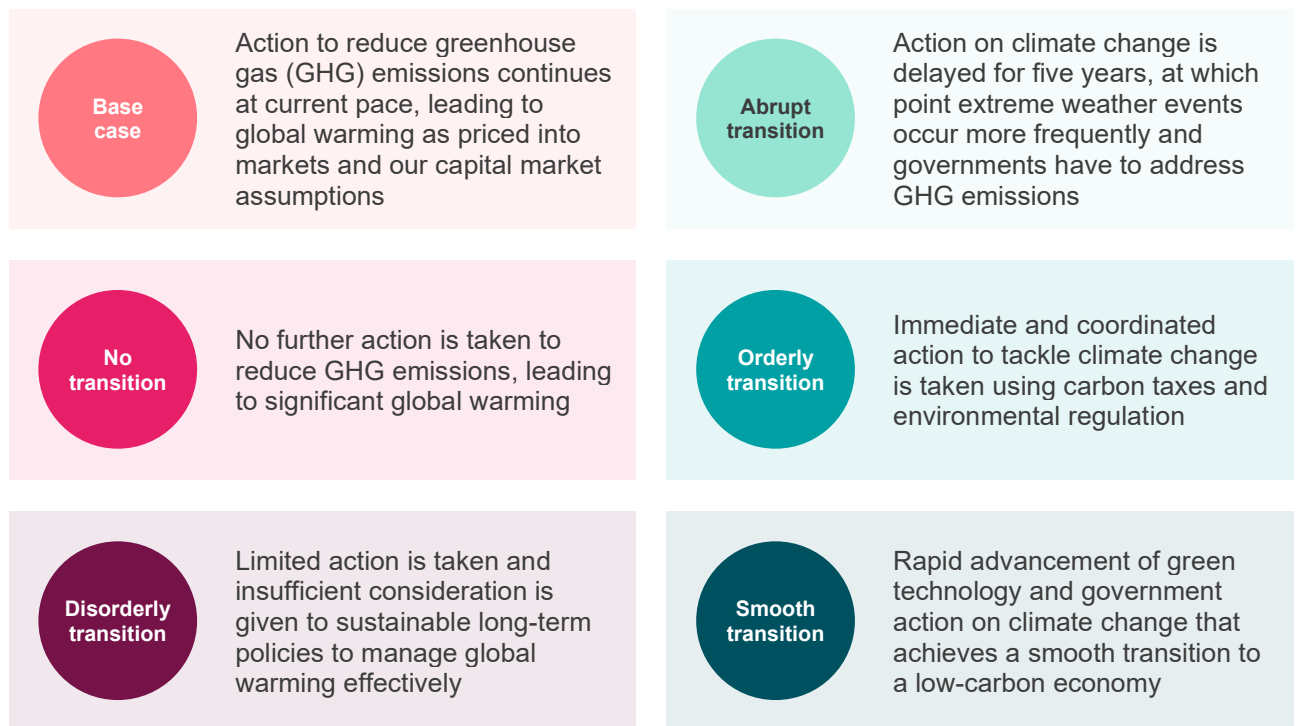 Base
case
Action to reduce greenhouse
gas (GHG) emissions continues
at current pace, leading to
global warming as priced into
markets and our capital market
assumptions
Abrupt
transition
Action on climate change is
delayed for five years, at which
point extreme weather events
occur more frequently and
governments have to address
GHG emissions
No
transition
No further action is taken to
reduce GHG emissions, leading
to significant global warming
Orderly
transition
Immediate and coordinated
action to tackle climate change
is taken using carbon taxes and
environmental regulation
Disorderly
transition
Limited action is taken and
insufficient consideration is
given to sustainable long-term
policies to manage global
warming effectively
Smooth
transition
Rapid advancement of green
technology and government
action on climate change that
achieves a smooth transition to
a low-carbon economy